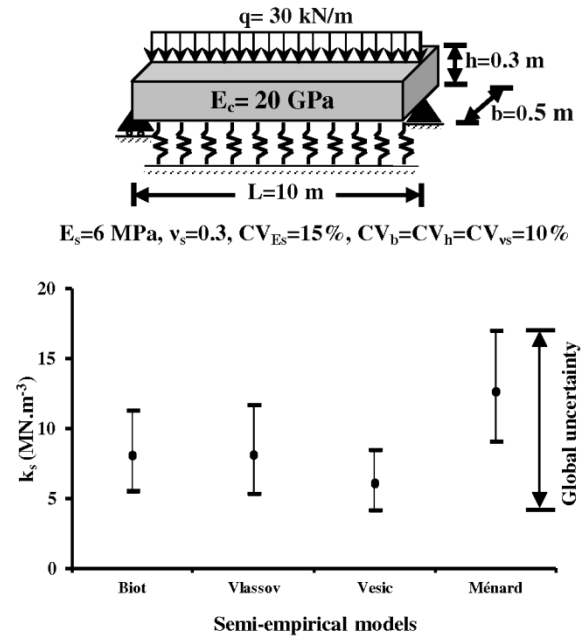 q= 30 kN/m
h=0.3 m
E_c= 20 GPa
b=0.5 m
L=10 m
E_s=6 MPa, ν_s=0.3, CV_Es=15%, CV_b=CV_h=CV_νs=10%
20
15
10
5
0
k_s (MN.m⁻³)
Global uncertainty
Biot Vlassov Vesic Ménard
Semi-empirical models